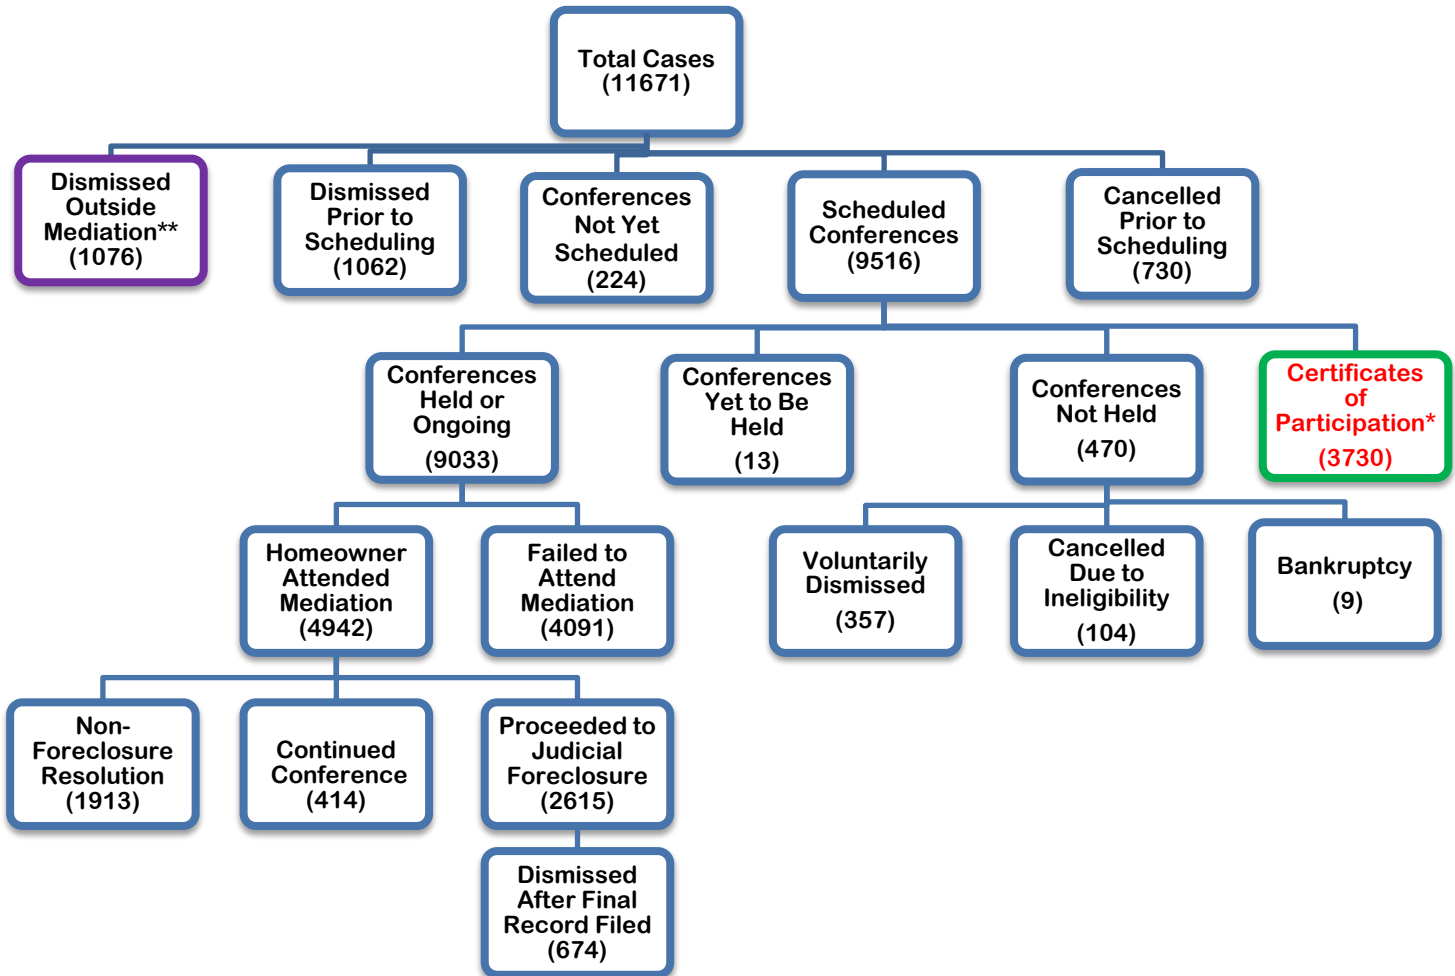 Total Cases
(11671)
Dismissed
Outside
Mediation**
(1076)
Dismissed
Prior to
Scheduling
(1062)
Conferences
Not Yet
Scheduled
(224)
Scheduled
Conferences
(9516)
Cancelled
Prior to
Scheduling
(730)
Conferences
Held or
Ongoing
(9033)
Conferences
Yet to Be
Held
(13)
Conferences
Not Held
(470)
Certificates
of
Participation*
(3730)
Homeowner
Attended
Mediation
(4942)
Failed to
Attend
Mediation
(4091)
Voluntarily
Dismissed
(357)
Cancelled
Due to
Ineligibility
(104)
Bankruptcy
(9)
Non-
Foreclosure
Resolution
(1913)
Continued
Conference
(414)
Proceeded to
Judicial
Foreclosure
(2615)
Dismissed
After Final
Record Filed
(674)